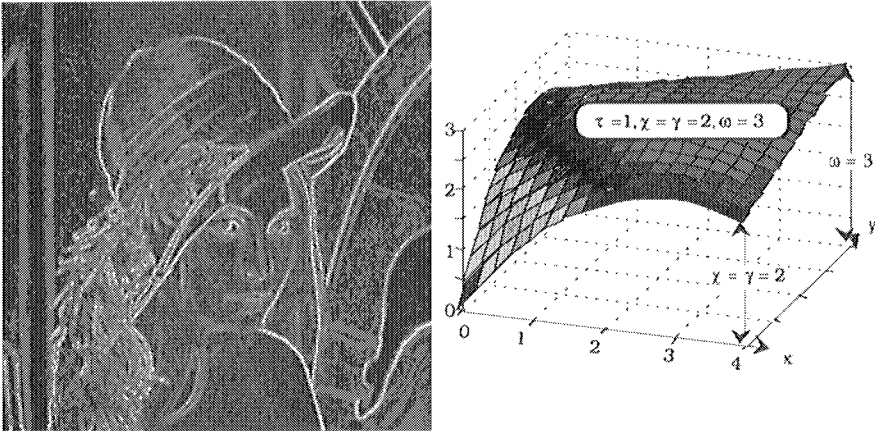 τ =1, χ = γ = 2, ω = 3
3
2
1
0
0
1
2
3
4
x
y
ω = 3
χ = γ = 2